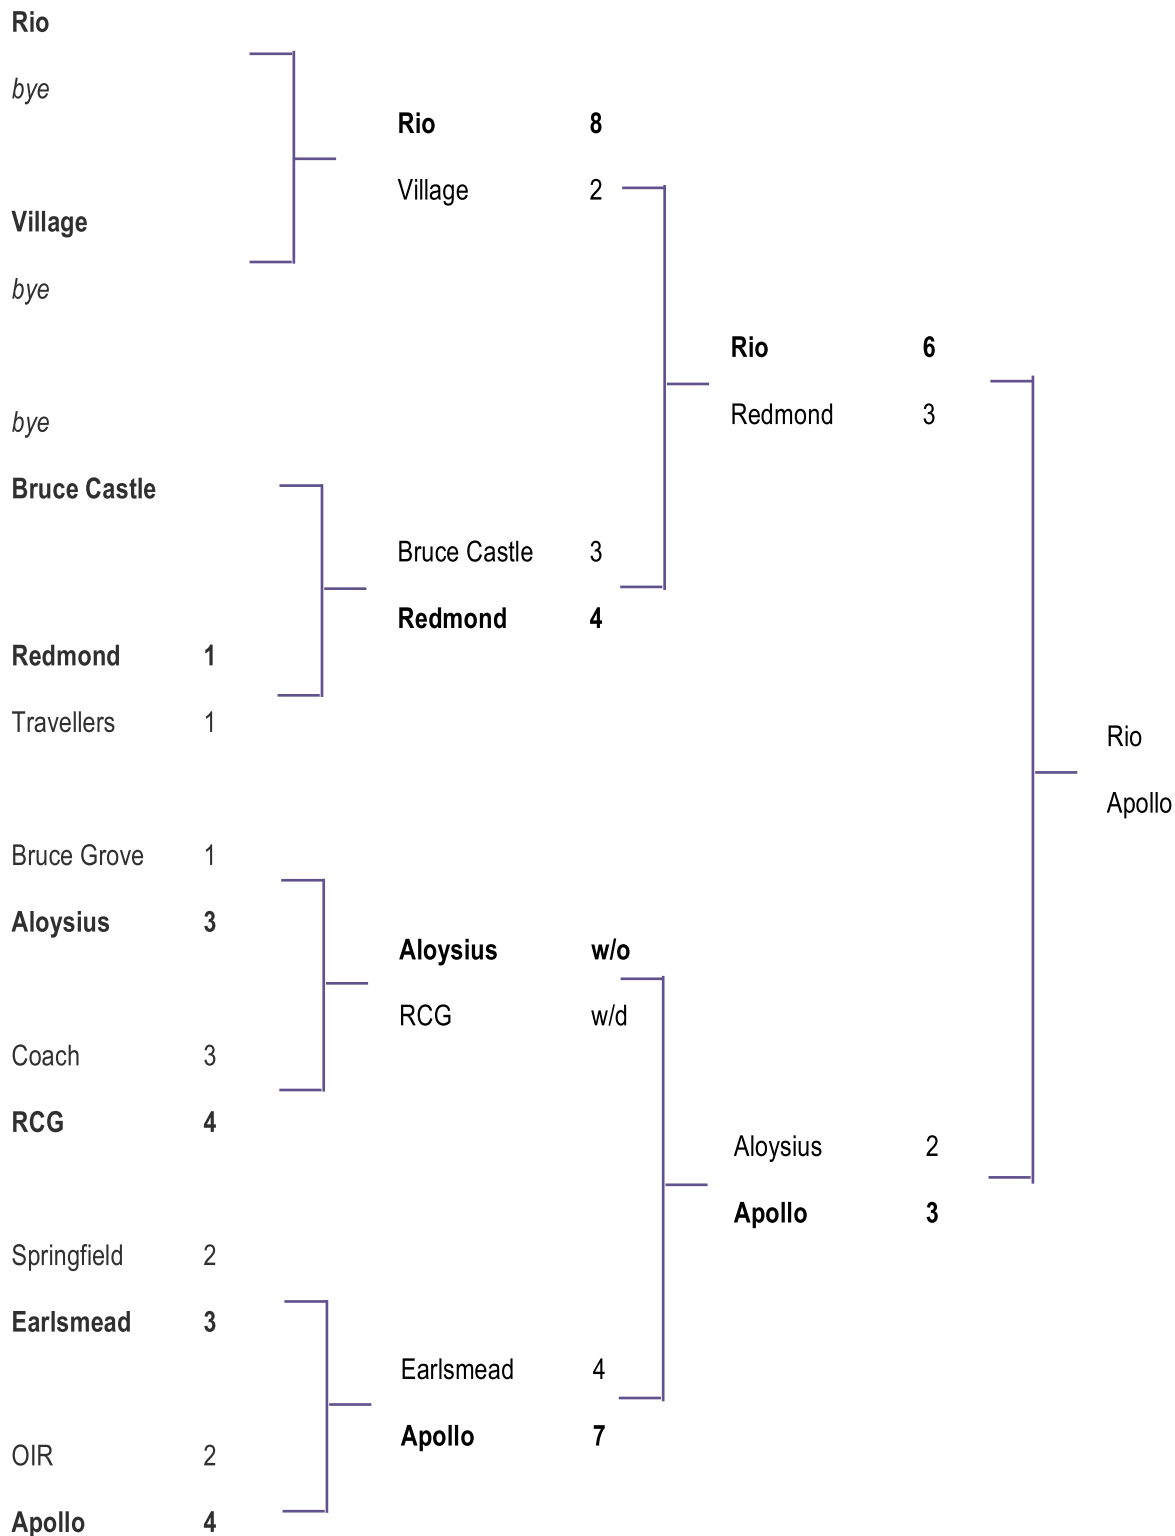 Rio
bye
Village
bye
bye
Bruce Castle
Redmond 1
Travellers 1
Bruce Grove 1
Aloysius 3
Coach 3
RCG 4
Springfield 2
Earlsmead 3
OIR 2
Apollo 4
Rio 8
Village 2
Bruce Castle 3
Redmond 4
Aloysius w/o
RCG w/d
Earlsmead 4
Apollo 7
Rio 6
Redmond 3
Aloysius 2
Apollo 3
Rio
Apollo